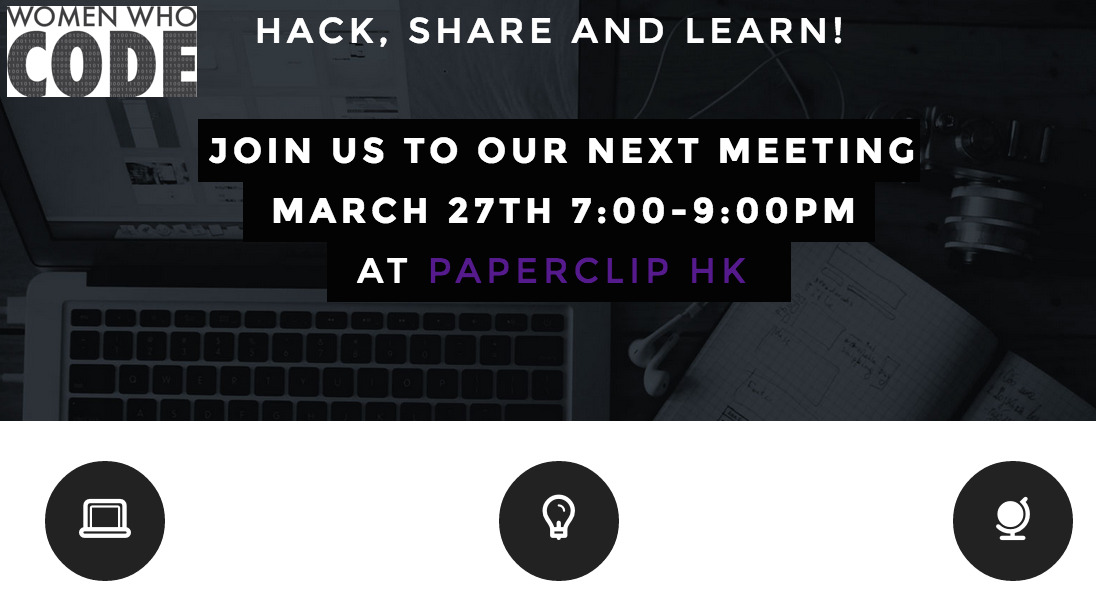 WOMEN WHO
CODE
HACK, SHARE AND LEARN!
JOIN US TO OUR NEXT MEETING
MARCH 27TH 7:00-9:00PM
AT PAPERCLIP HK